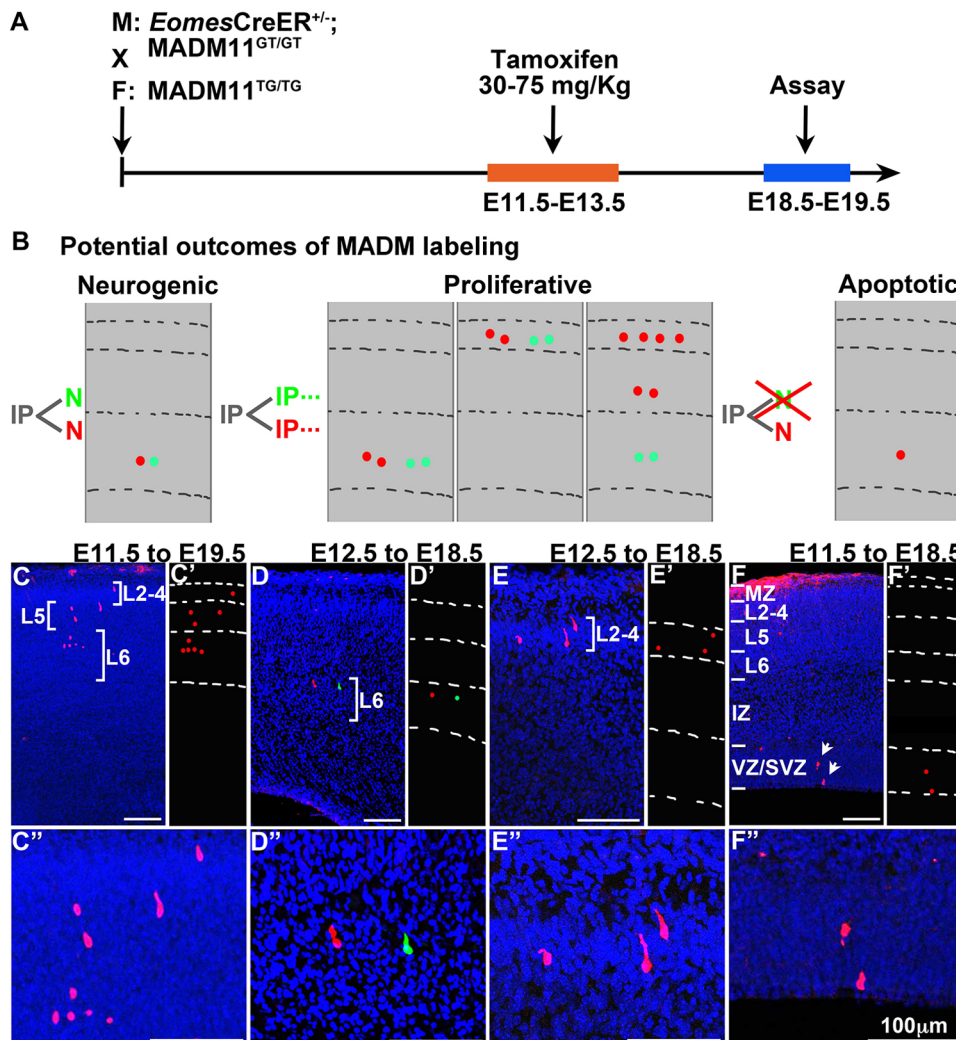 A
M: EomesCreER+/-;
X MADM11GT/GT
F: MADM11TG/TG
Tamoxifen
30-75 mg/Kg
Assay
E11.5-E13.5
E18.5-E19.5
B Potential outcomes of MADM labeling
Neurogenic
Proliferative
Apoptotic
IP N N
IP IP... IP...
IP N N
E11.5 to E19.5
E12.5 to E18.5
E12.5 to E18.5
E11.5 to E18.5
C C' D D' E E' F F'
L2-4
L5
L6
L6
L2-4
MZ
L2-4
L5
L6
IZ
VZ/SVZ
C" D" E" F"
100μm